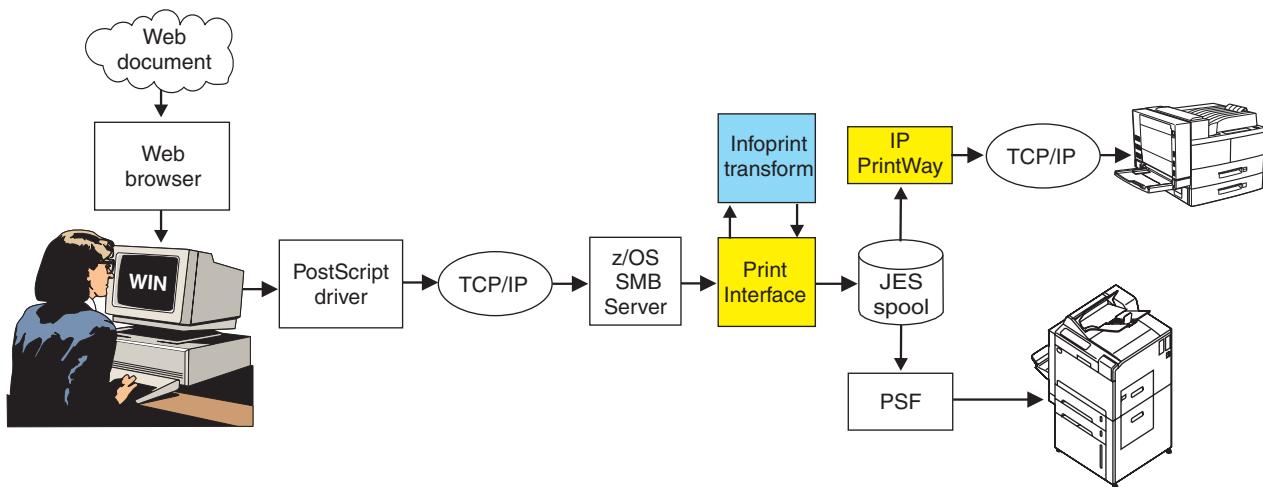 Web
document
Web
browser
WIN
PostScript
driver
TCP/IP
z/OS
SMB
Server
Infoprint
transform
Print
Interface
IP
PrintWay
TCP/IP
JES
spool
PSF